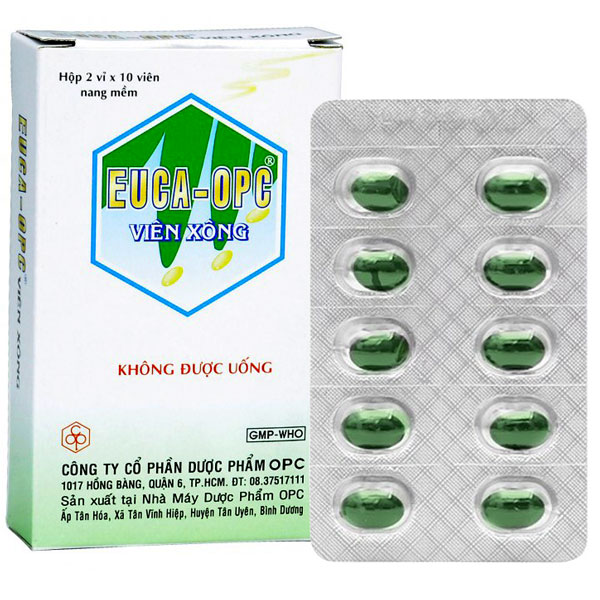 Hộp 2 vỉ x 10 viên
nang mềm
EUCA-OPC®
VIÊN XÔNG
KHÔNG ĐƯỢC UỐNG
GMP-WHO
CÔNG TY CỔ PHẦN DƯỢC PHẨM OPC
1017 HỒNG BÀNG, QUẬN 6, TP.HCM. ĐT: 08.37517111
Sản xuất tại Nhà Máy Dược Phẩm OPC
Ấp Tân Hóa, Xã Tân Vĩnh Hiệp, Huyện Tân Uyên, Bình Dương
EUCA-OPC® VIÊN XÔNG